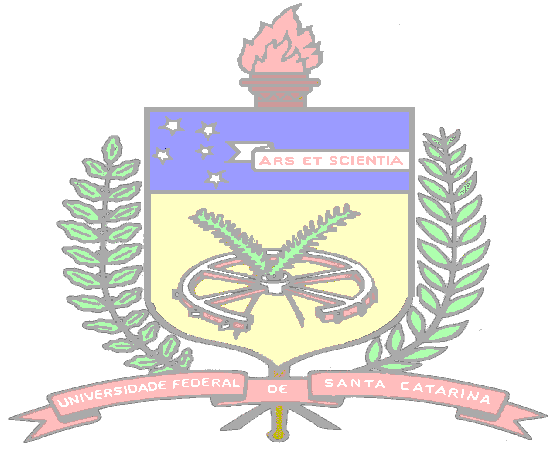 ARS ET SCIENTIA
UNIVERSIDADE FEDERAL DE SANTA CATARINA